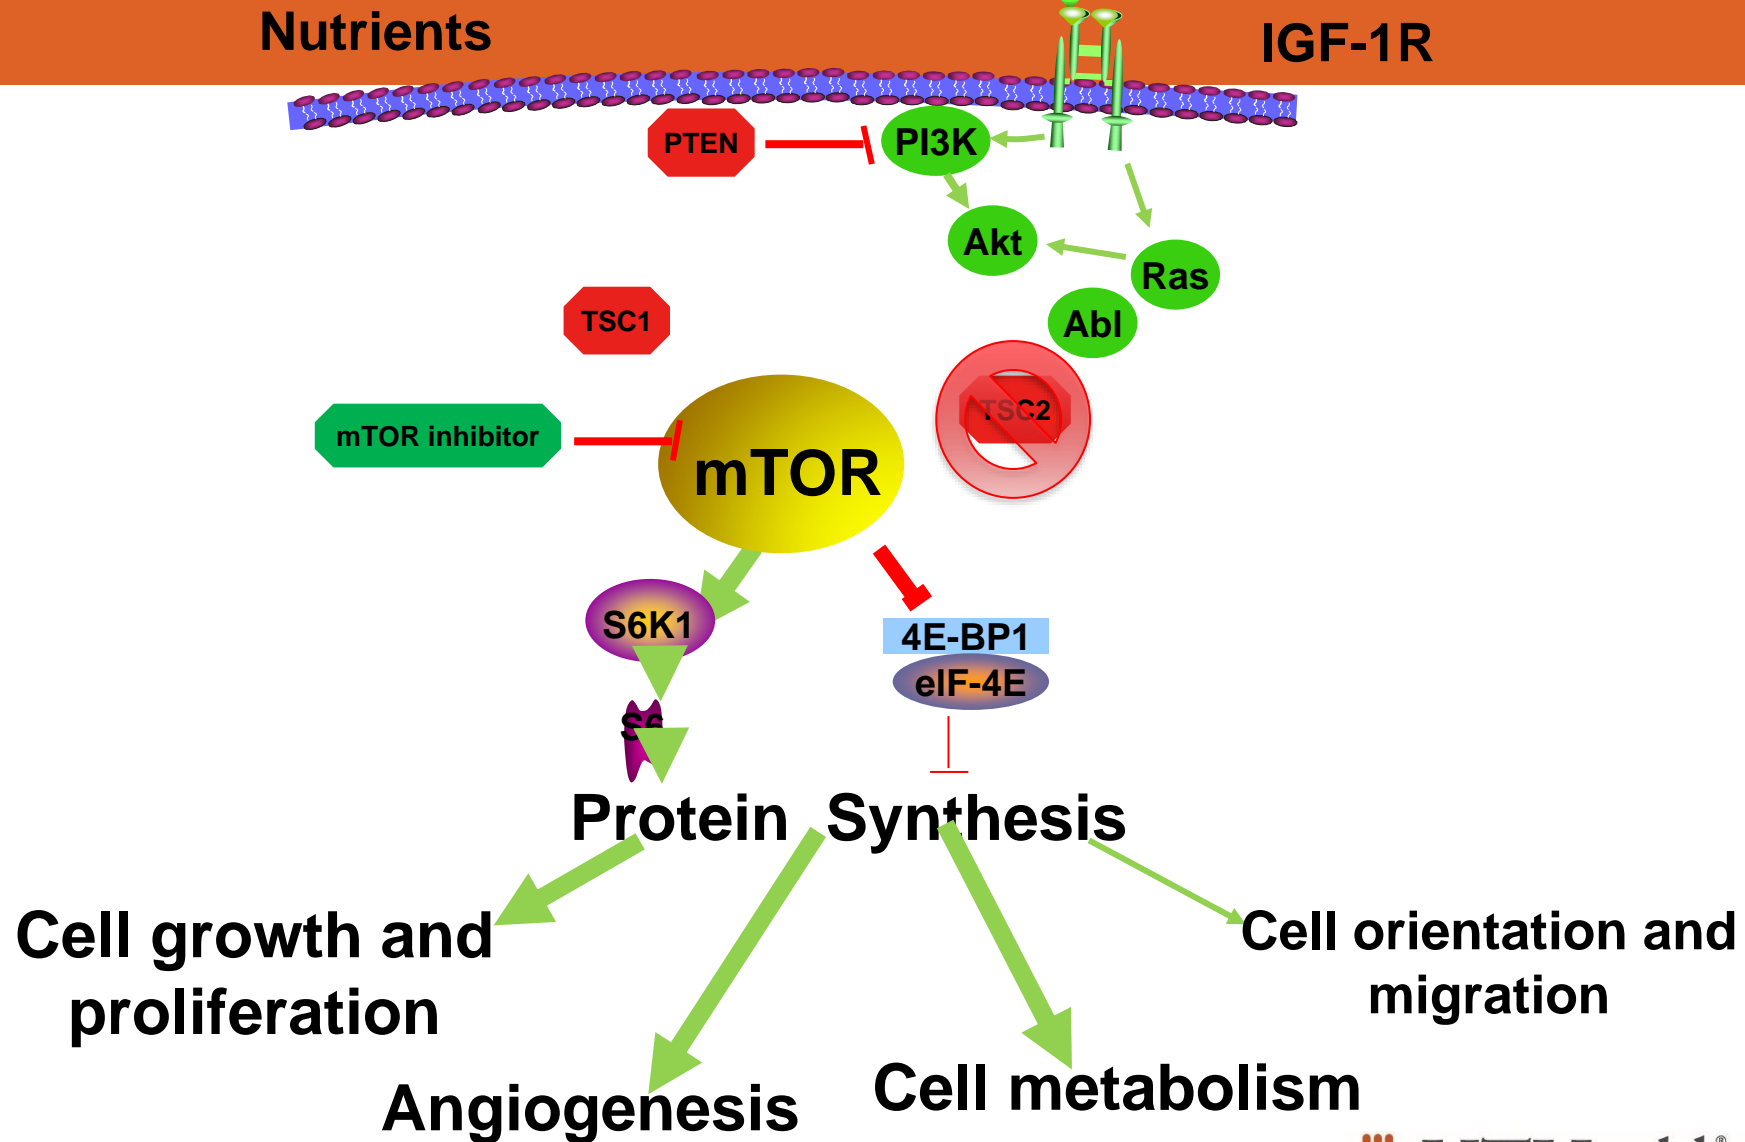 Nutrients
IGF-1R
PTEN
PI3K
Akt
Ras
TSC1
Abl
TSC2
mTOR inhibitor
mTOR
S6K1
4E-BP1
eIF-4E
S6
Protein Synthesis
Cell growth and
proliferation
Cell orientation and
migration
Angiogenesis
Cell metabolism